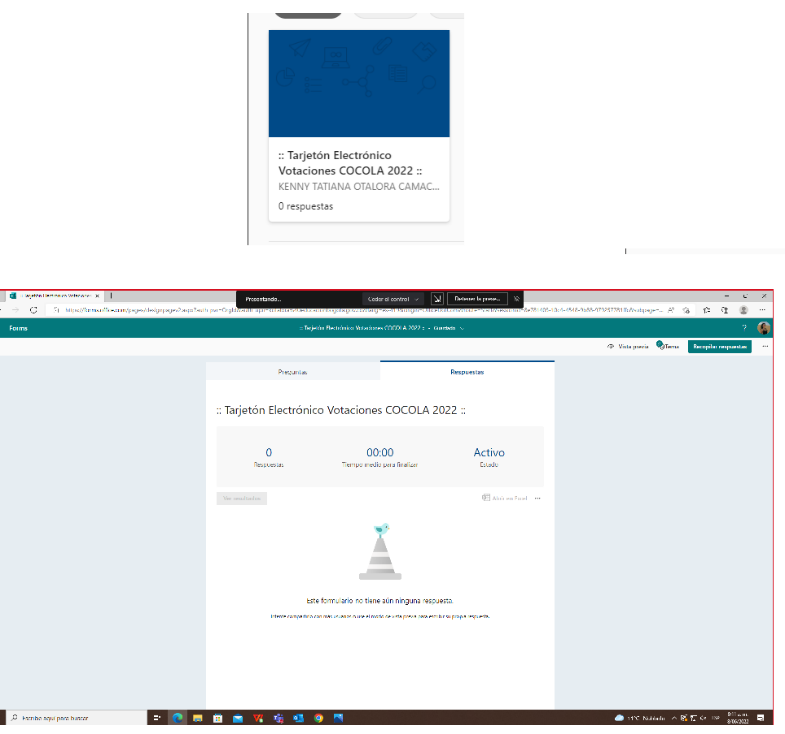 :: Tarjetón Electrónico
Votaciones COCOLA 2022 ::
KENNY TATIANA OTALORA CAMAC...
0 respuestas
Presentando...
Ceder el control
Detener la prese...
Forms
:: Tarjetón Electrónico Votaciones COCOLA 2022 :: - Guardado
?
Vista previa
Tema
Recopilar respuestas
Preguntas
Respuestas
:: Tarjetón Electrónico Votaciones COCOLA 2022 ::
0
Respuestas
00:00
Tiempo medio para finalizar
Activo
Estado
Ver resultados
Abrir en Excel
Este formulario no tiene aún ninguna respuesta.
Escribe aquí para buscar
Nublado
ESP